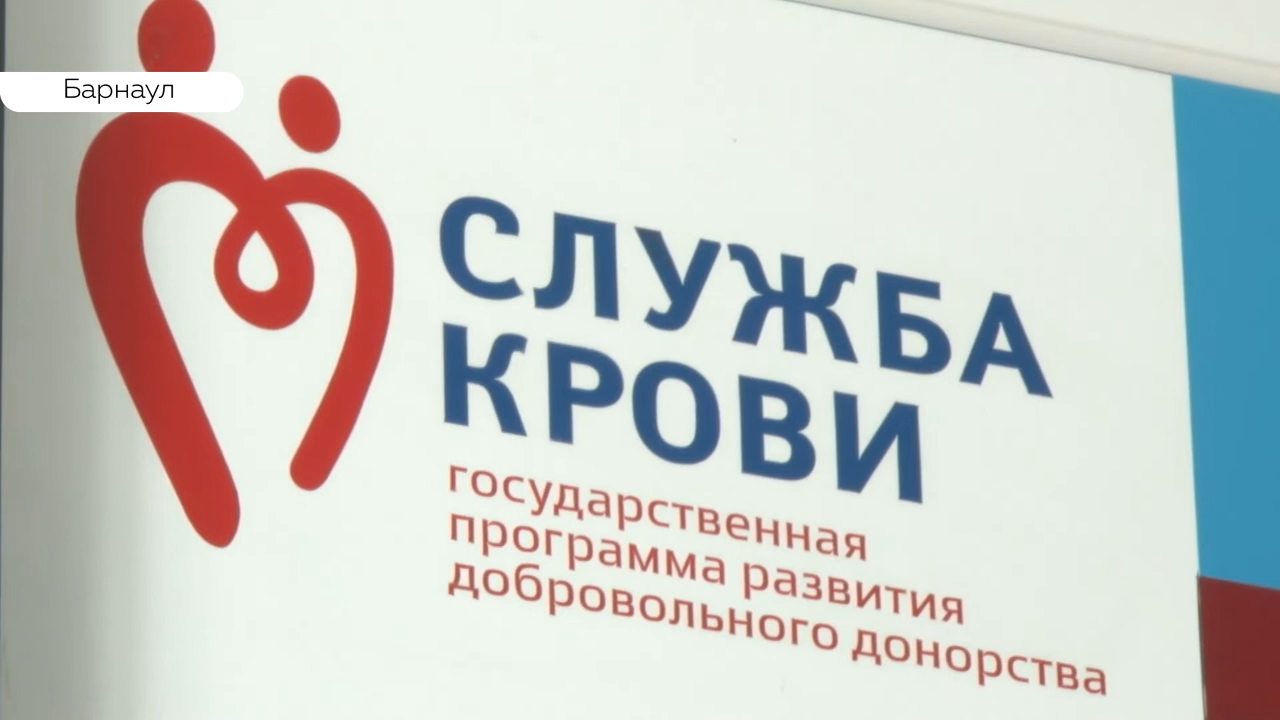 Барнаул
СЛУЖБА
КРОВИ
государственная
программа развития
добровольного донорства